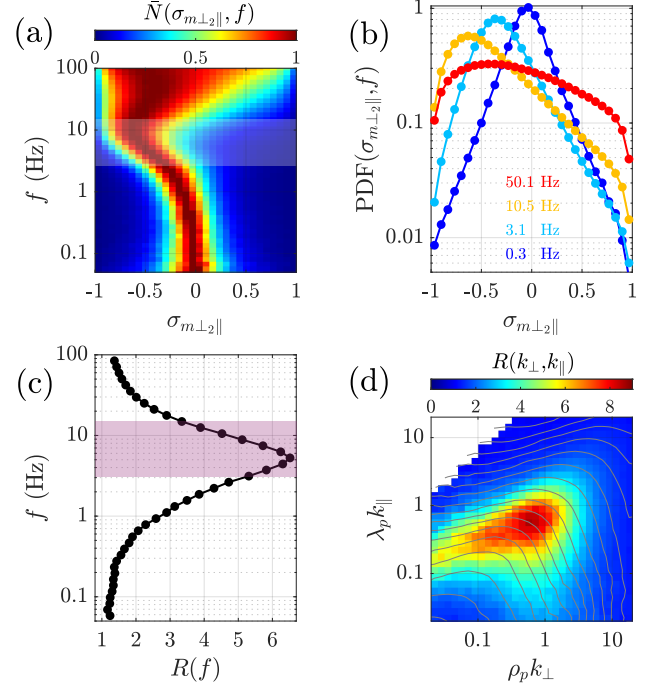 (a)
N̄(σ_{m⊥₂∥}, f)
0 0.5 1
100
10
1
0.1
f (Hz)
-1 -0.5 0 0.5 1
σ_{m⊥₂∥}
(b)
1
0.1
0.01
PDF(σ_{m⊥₂∥}, f)
50.1 Hz
10.5 Hz
3.1 Hz
0.3 Hz
-1 -0.5 0 0.5 1
σ_{m⊥₂∥}
(c)
100
10
1
0.1
f (Hz)
1 2 3 4 5 6
R(f)
(d)
R(k_⊥,k_∥)
0 2 4 6 8
10
1
0.1
λ_p k_∥
0.1 1 10
ρ_p k_⊥